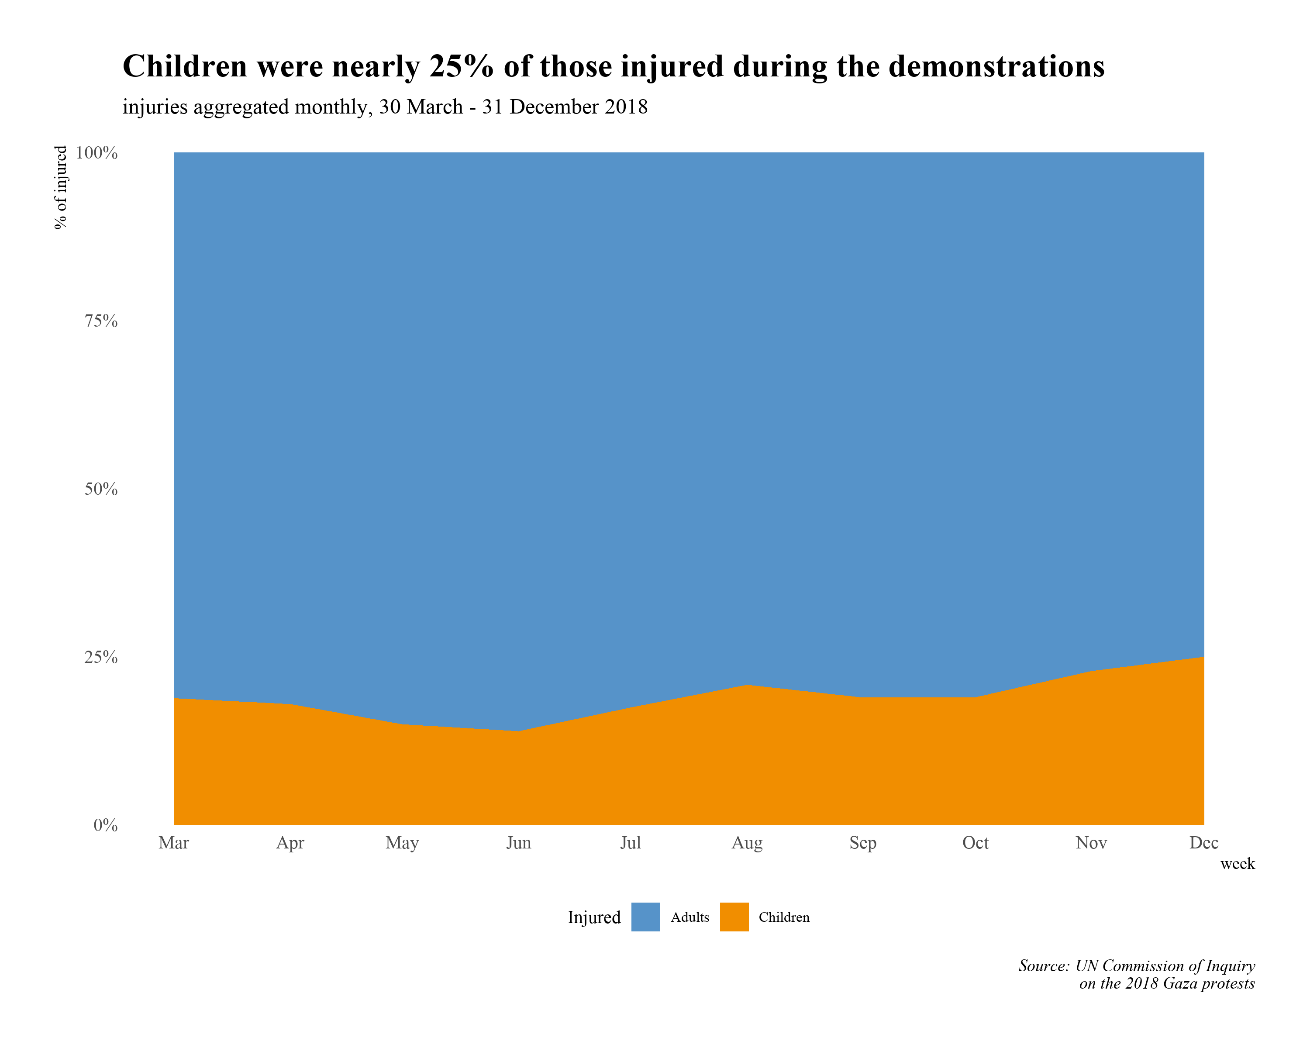 Children were nearly 25% of those injured during the demonstrations
injuries aggregated monthly, 30 March - 31 December 2018
% of injured
100%
75%
50%
25%
0%
Mar Apr May Jun Jul Aug Sep Oct Nov Dec
week
Injured Adults Children
Source: UN Commission of Inquiry
on the 2018 Gaza protests